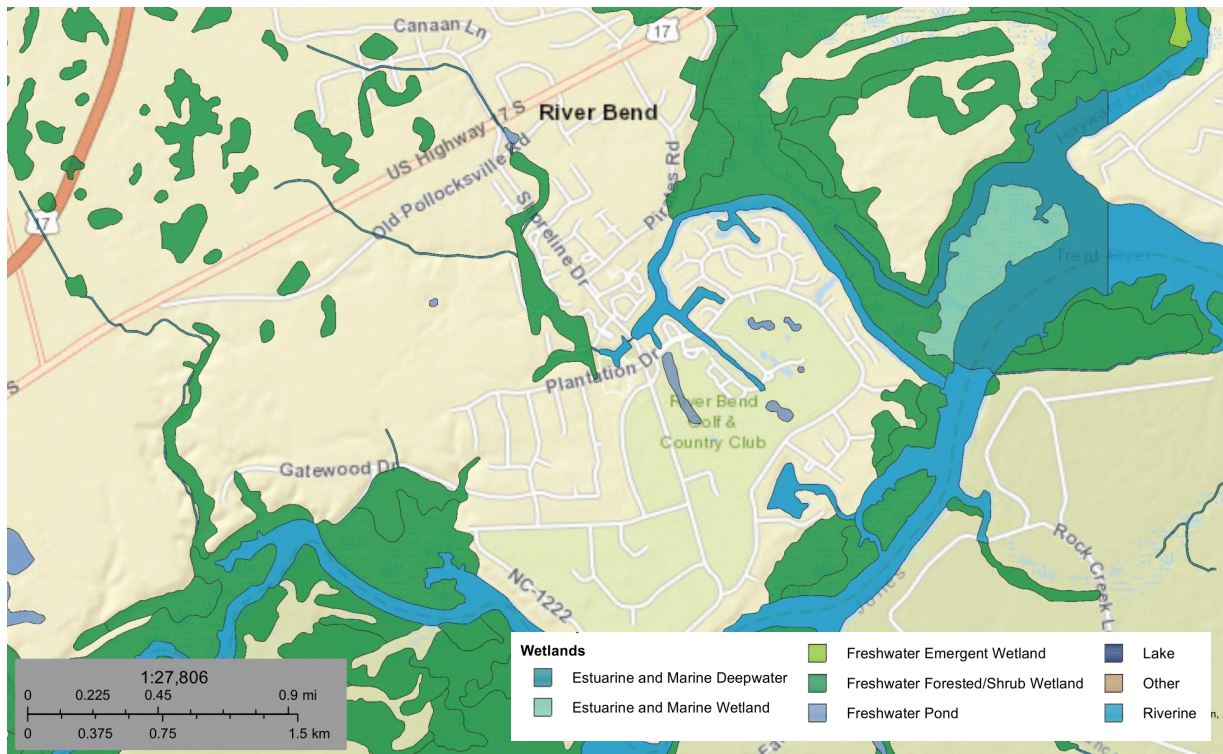 Canaan Ln
17
River Bend
US Highway 17 S
Old Pollocksville Rd
Pirates Rd
Hayward Creek
17
Shoreline Dr
Trent River
S
Plantation Dr
River Bend
Golf &
Country Club
Gatewood Dr
Rock Creek L
NC-1222
Jones
Wetlands
Estuarine and Marine Deepwater
Estuarine and Marine Wetland
Freshwater Emergent Wetland
Freshwater Forested/Shrub Wetland
Freshwater Pond
Lake
Other
Riverine
n,
1:27,806
0 0.225 0.45 0.9 mi
0 0.375 0.75 1.5 km